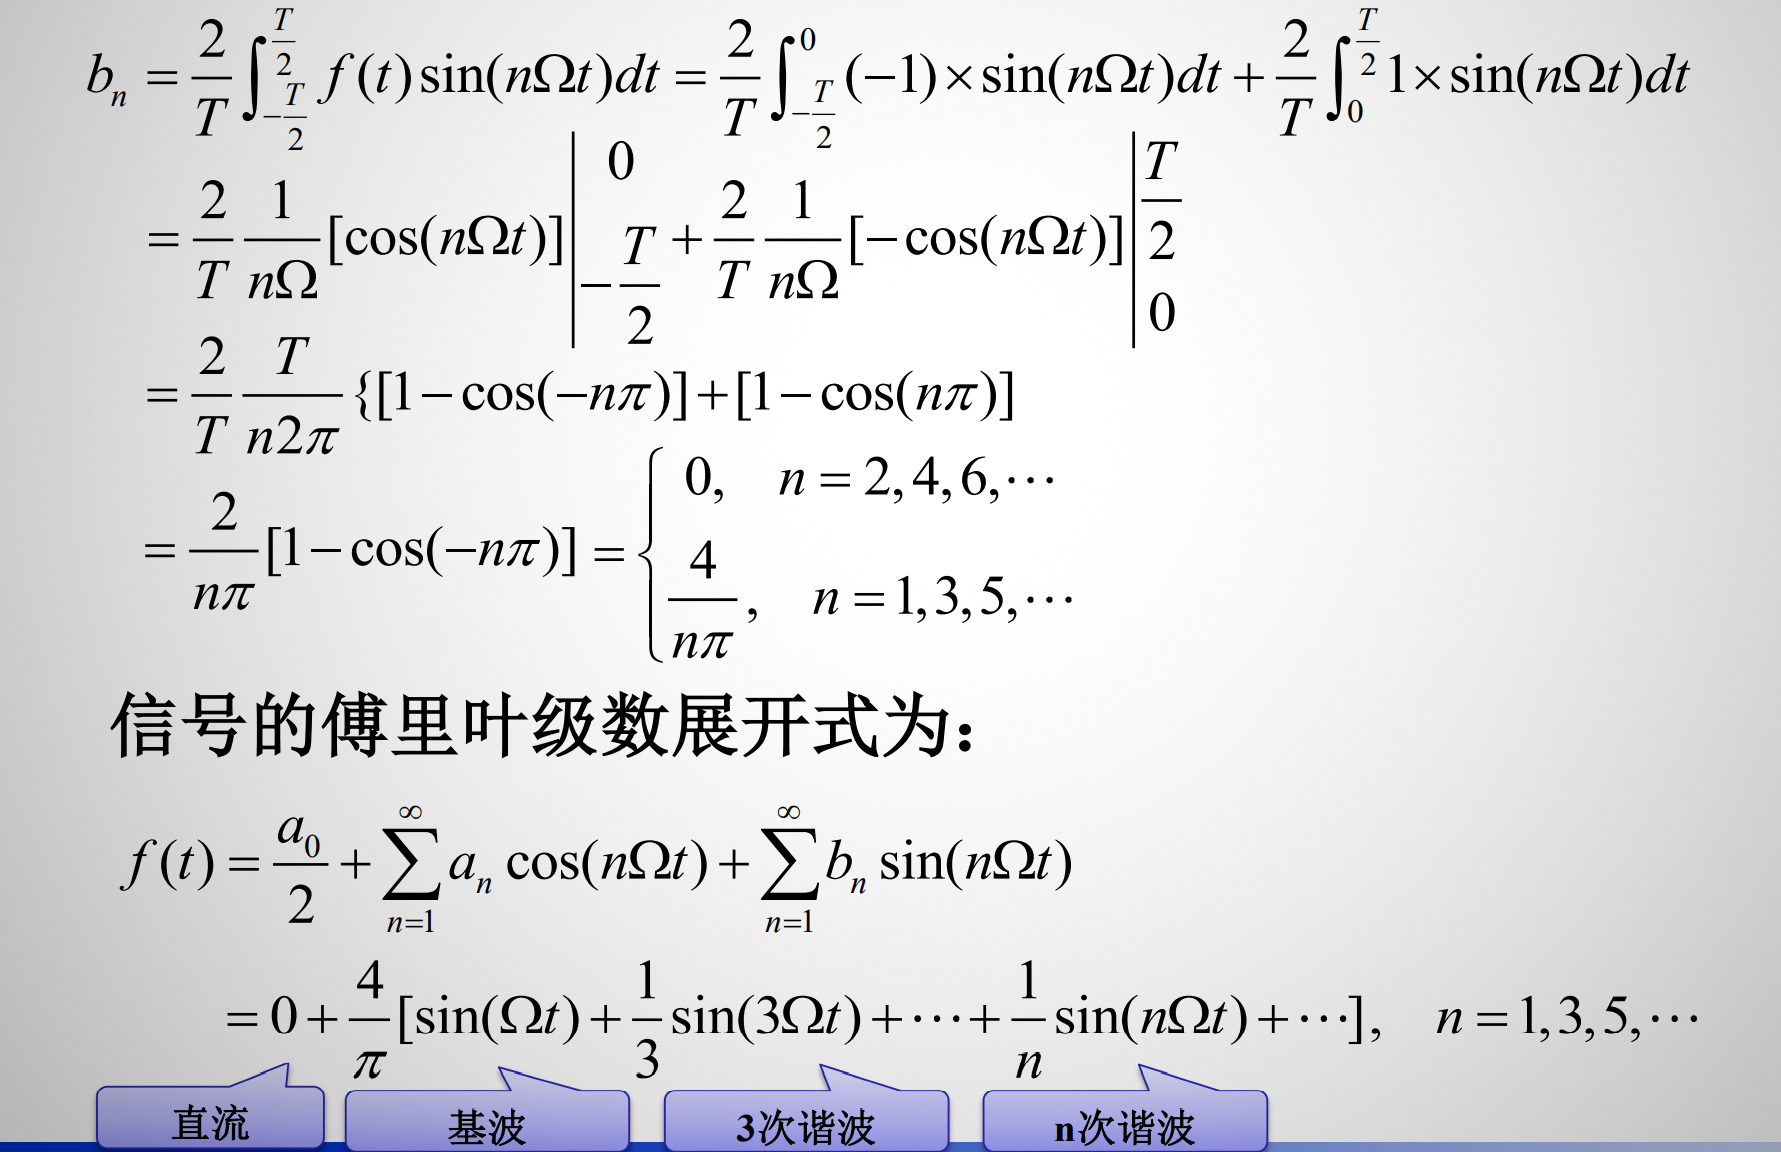 b_n = \frac{2}{T}\int_{-\frac{T}{2}}^{\frac{T}{2}} f(t)\sin(n\Omega t)dt = \frac{2}{T}\int_{-\frac{T}{2}}^{0}(-1)\times\sin(n\Omega t)dt + \frac{2}{T}\int_{0}^{\frac{T}{2}}1\times\sin(n\Omega t)dt
= \frac{2}{T}\frac{1}{n\Omega}[\cos(n\Omega t)]\Big|_{-\frac{T}{2}}^{0} + \frac{2}{T}\frac{1}{n\Omega}[-\cos(n\Omega t)]\Big|_{0}^{\frac{T}{2}}
= \frac{2}{T}\frac{T}{n2\pi}\{[1-\cos(-n\pi)]+[1-\cos(n\pi)]
= \frac{2}{n\pi}[1-\cos(-n\pi)] = \begin{cases} 0, & n=2,4,6,\cdots \\ \frac{4}{n\pi}, & n=1,3,5,\cdots \end{cases}
信号的傅里叶级数展开式为：
f(t) = \frac{a_0}{2} + \sum_{n=1}^{\infty} a_n\cos(n\Omega t) + \sum_{n=1}^{\infty} b_n\sin(n\Omega t)
= 0 + \frac{4}{\pi}[\sin(\Omega t) + \frac{1}{3}\sin(3\Omega t) + \cdots + \frac{1}{n}\sin(n\Omega t) + \cdots], n=1,3,5,\cdots
直流
基波
3次谐波
n次谐波